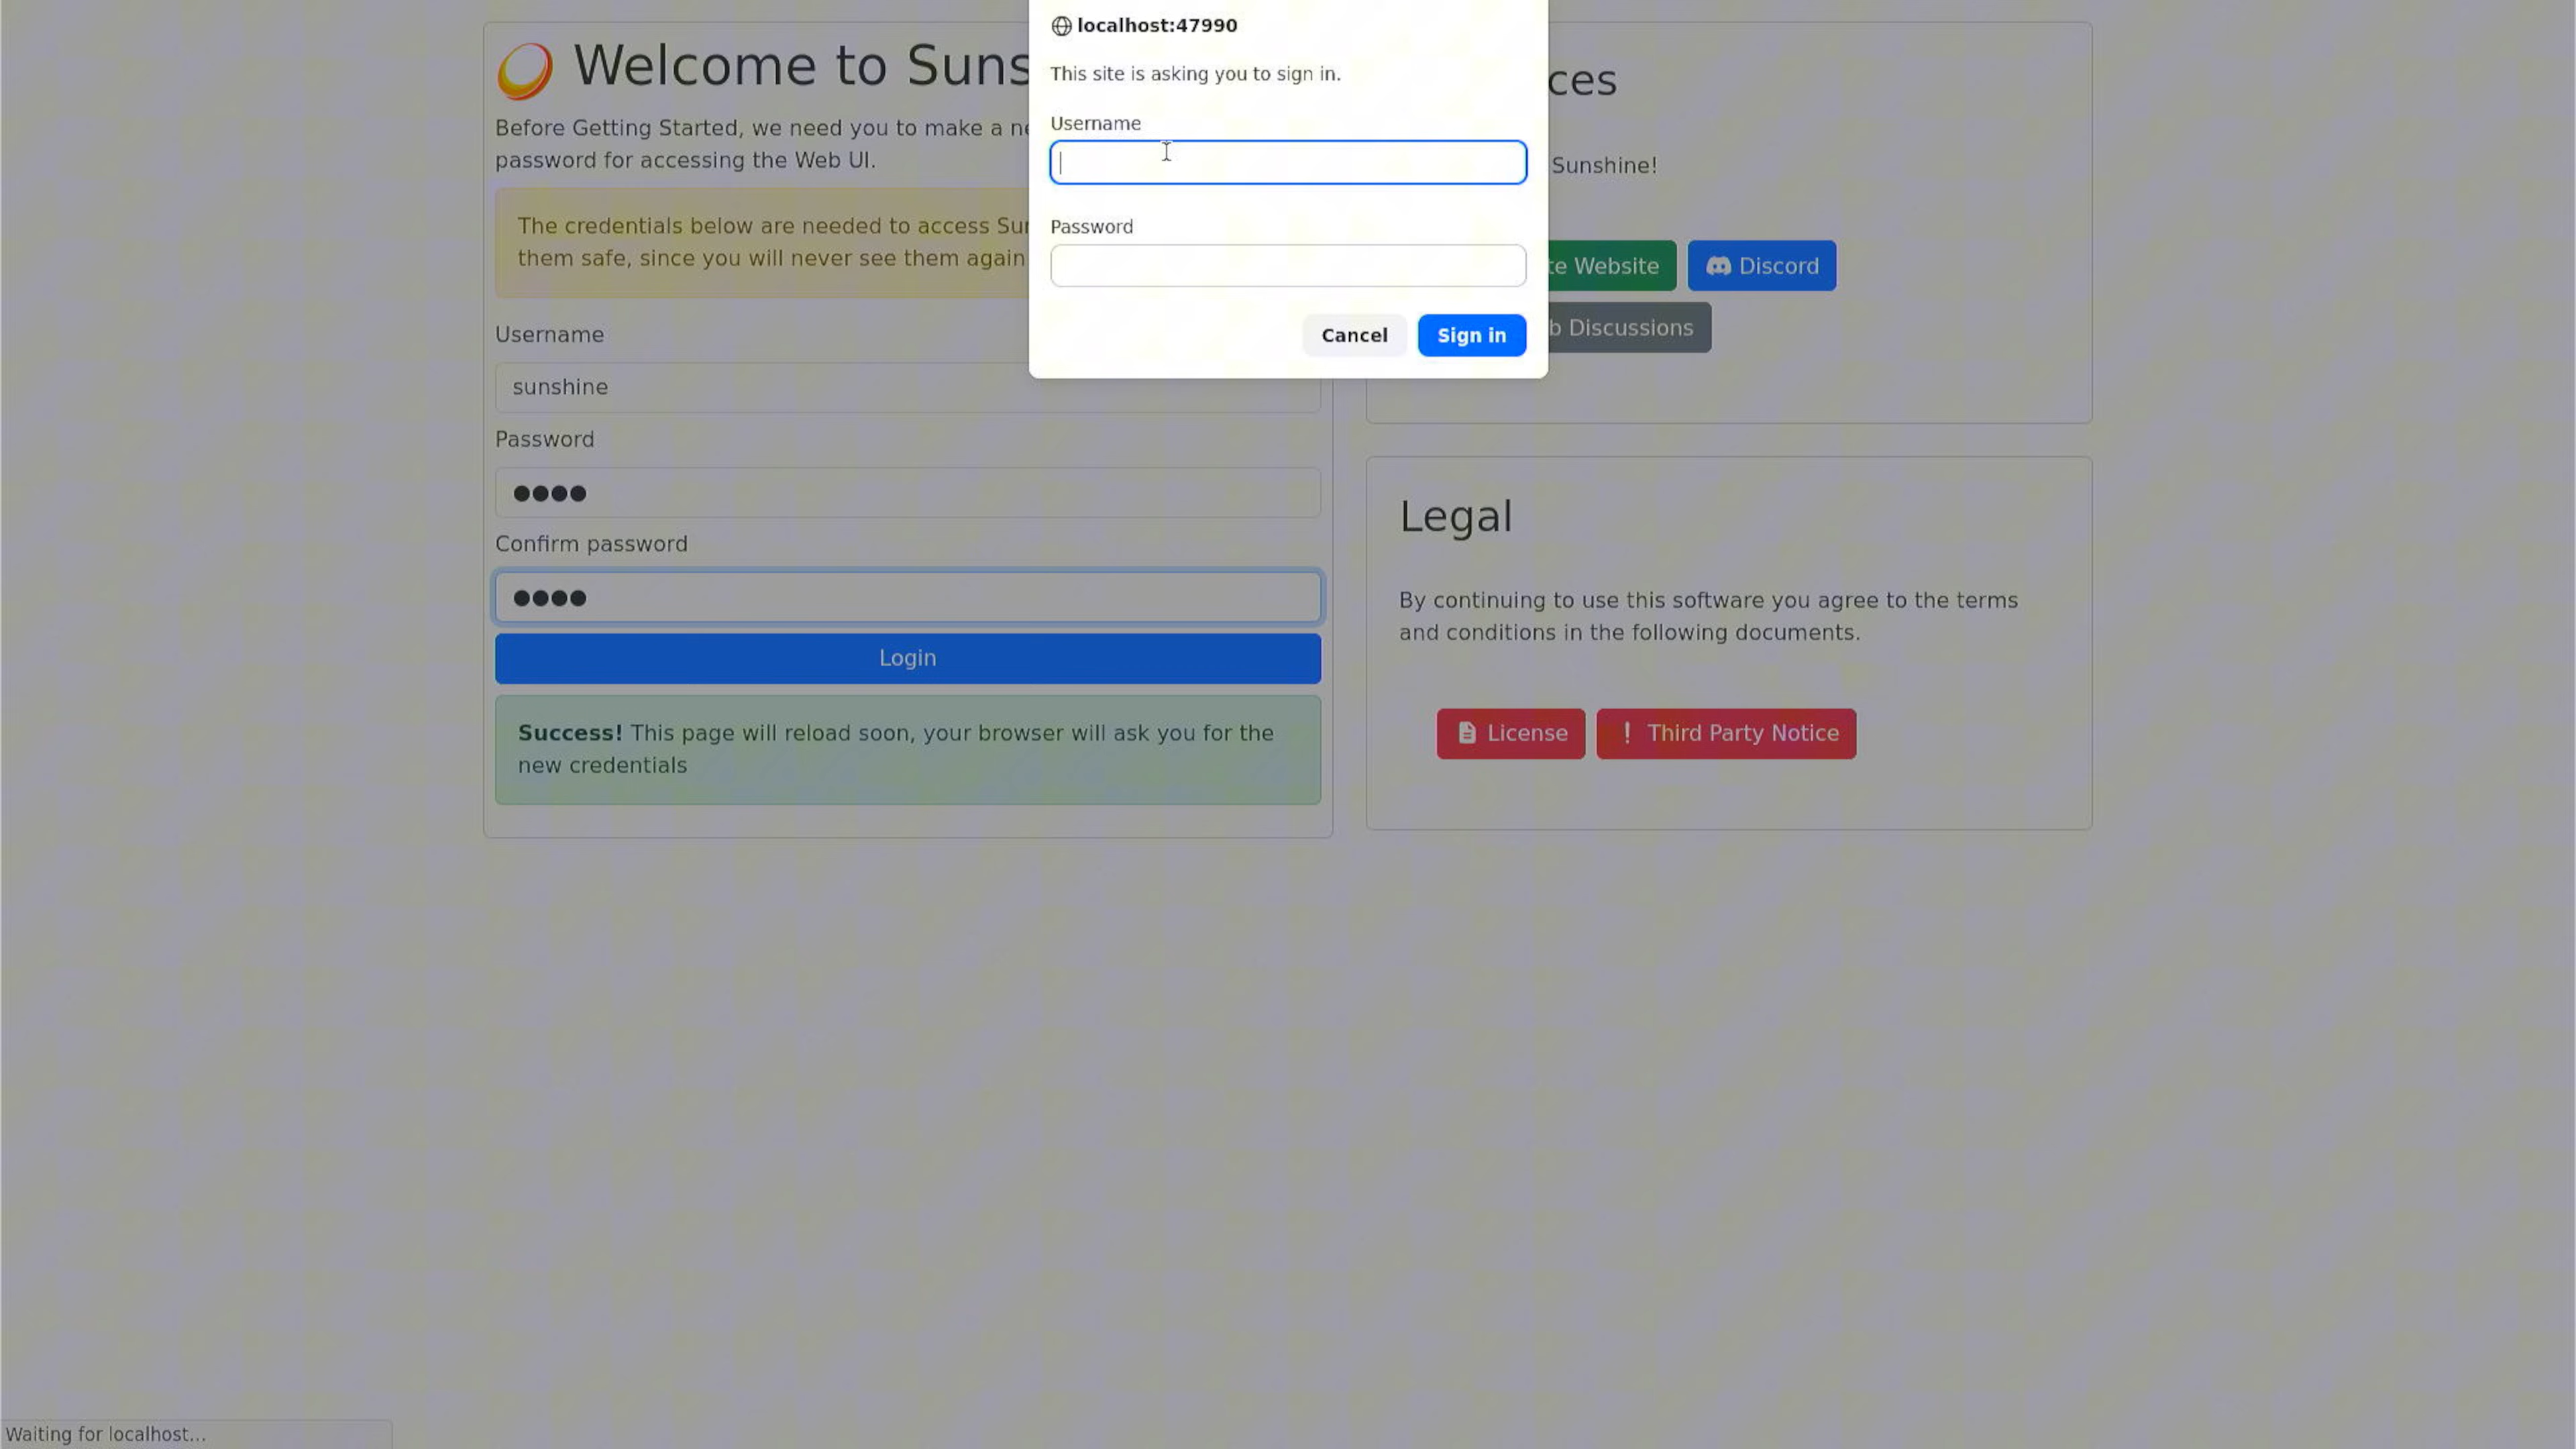 localhost:47990
This site is asking you to sign in.
Username
Password
Cancel
Sign in
Welcome to Suns
Before Getting Started, we need you to make a ne
password for accessing the Web UI.
The credentials below are needed to access Sun
them safe, since you will never see them again
Username
sunshine
Password
Confirm password
Login
Success! This page will reload soon, your browser will ask you for the
new credentials
ces
Sunshine!
te Website
Discord
b Discussions
Legal
By continuing to use this software you agree to the terms
and conditions in the following documents.
License
Third Party Notice
Waiting for localhost...